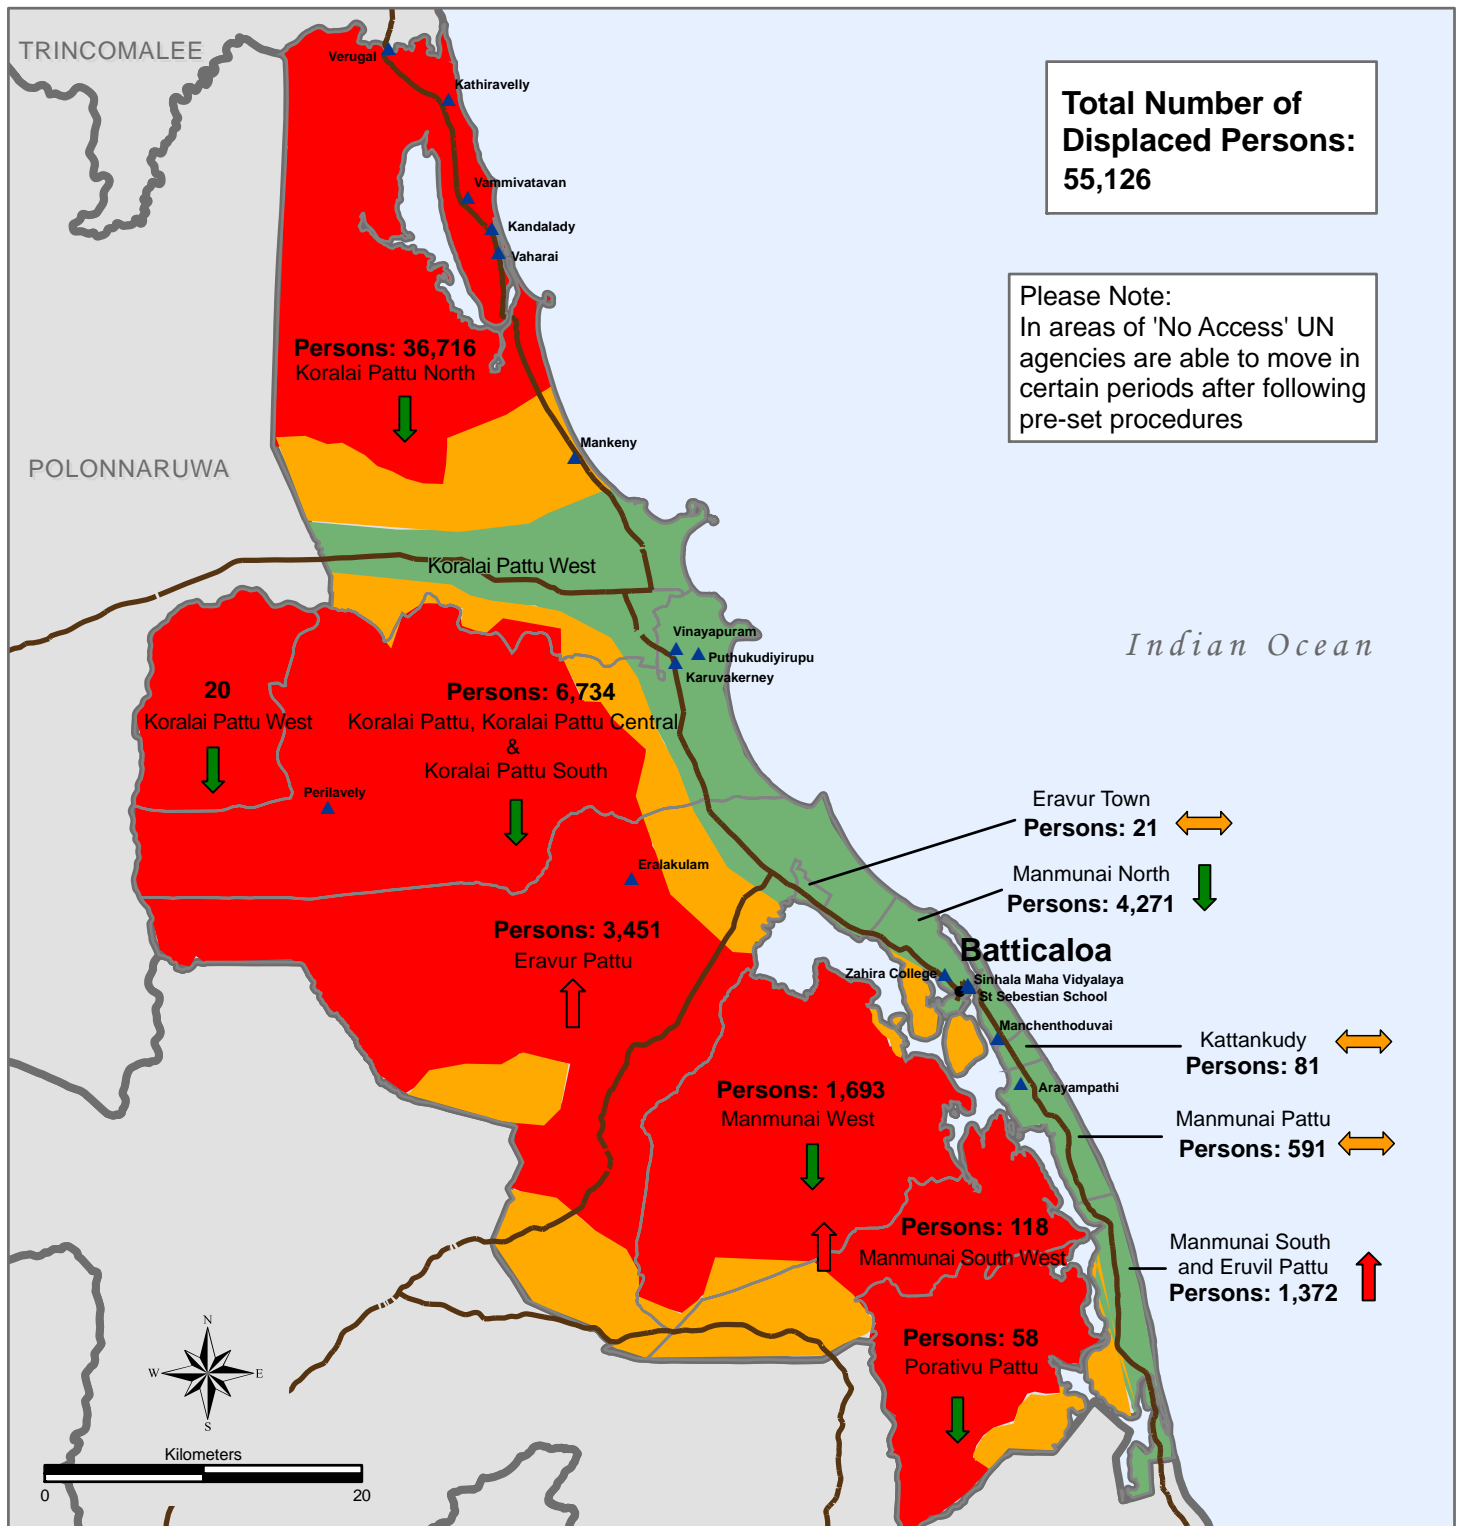 TRINCOMALEE
Verugal
Kathiravelly
Total Number of
Displaced Persons:
55,126
Vammivatavan
Kandalady
Vaharai
Please Note:
In areas of 'No Access' UN
agencies are able to move in
certain periods after following
pre-set procedures
Persons: 36,716
Koralai Pattu North
Mankeny
POLONNARUWA
Koralai Pattu West
Vinayapuram
Puthukudiyirupu
Karuvakerney
Indian Ocean
20
Koralai Pattu West
Persons: 6,734
Koralai Pattu, Koralai Pattu Central
&
Koralai Pattu South
Perilavely
Eravur Town
Persons: 21
Eralakulam
Manmunai North
Persons: 4,271
Persons: 3,451
Eravur Pattu
Batticaloa
Zahira College
Sinhala Maha Vidyalaya
St Sebestian School
Manchenthoduvai
Kattankudy
Persons: 81
Arayampathi
Persons: 1,693
Manmunai West
Manmunai Pattu
Persons: 591
Persons: 118
Manmunai South West
Manmunai South
and Eruvil Pattu
Persons: 1,372
Persons: 58
Porativu Pattu
N
W
E
S
Kilometers
0
20